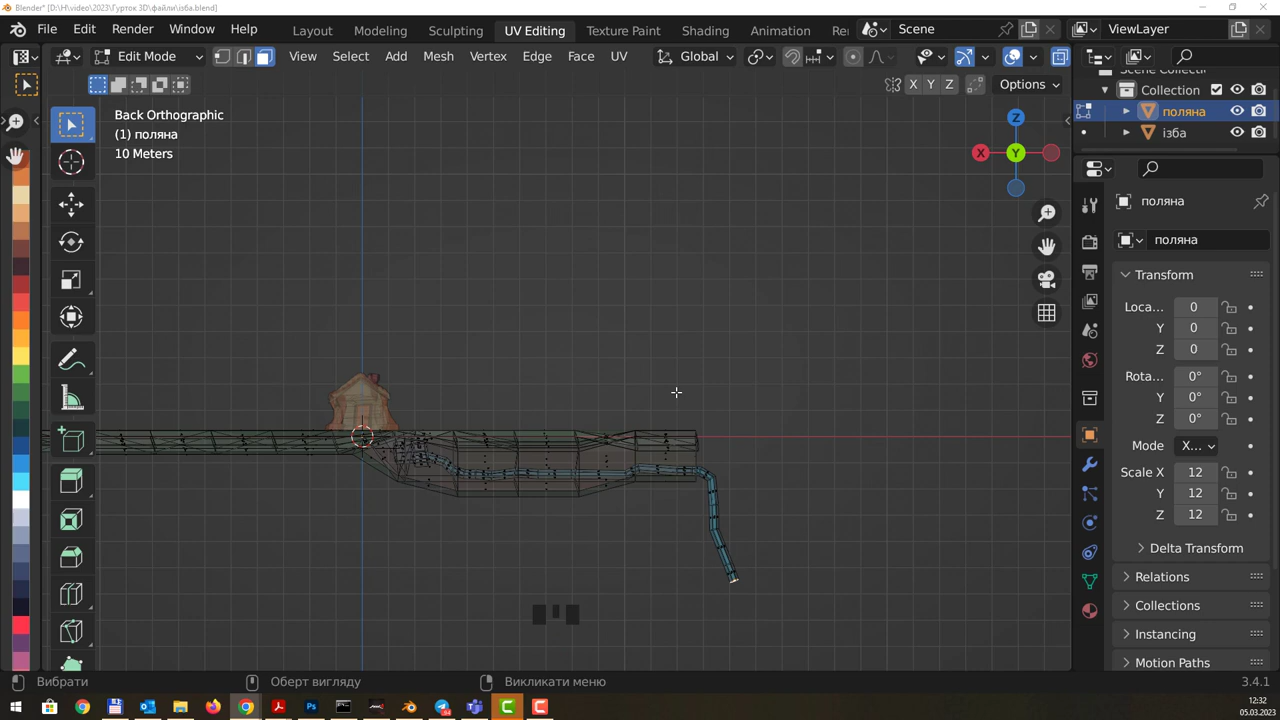 Blender* [D:\H\video\2023\Гурток 3D\файли\ізба.blend]
File Edit Render Window Help Layout Modeling Sculpting UV Editing Texture Paint Shading Animation Re Scene ViewLayer
Edit Mode View Select Add Mesh Vertex Edge Face UV Global
X Y Z Options
Collection
поляна
ізба
Back Orthographic
(1) поляна
10 Meters
Z
X Y
поляна
поляна
Transform
Loca... 0
Y 0
Z 0
Rota... 0°
Y 0°
Z 0°
Mode X...
Scale X 12
Y 12
Z 12
Delta Transform
Relations
Collections
Instancing
Motion Paths
Вибрати Оберт вигляду Викликати меню 3.4.1
12:32
05.03.2023